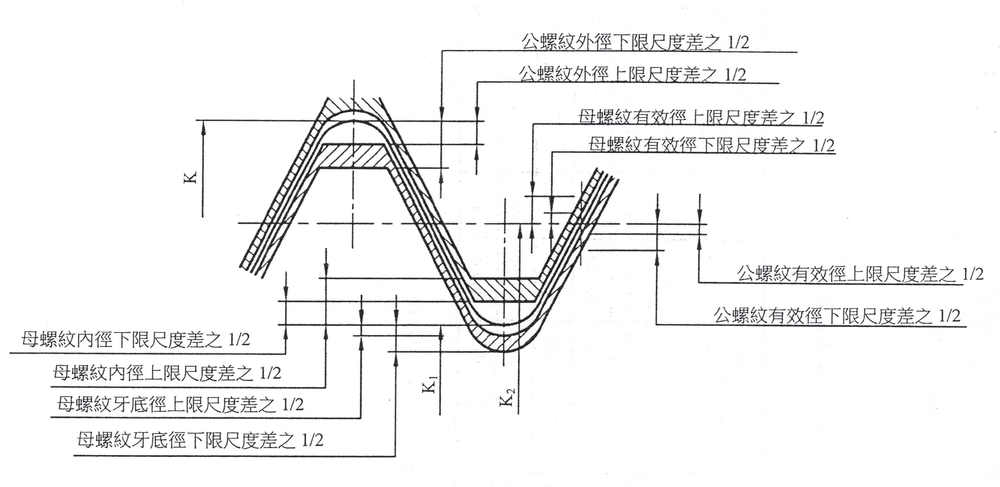 公螺紋外徑下限尺度差之 1/2
公螺紋外徑上限尺度差之 1/2
母螺紋有效徑上限尺度差之 1/2
母螺紋有效徑下限尺度差之 1/2
K
公螺紋有效徑上限尺度差之 1/2
公螺紋有效徑下限尺度差之 1/2
母螺紋內徑下限尺度差之 1/2
母螺紋內徑上限尺度差之 1/2
母螺紋牙底徑上限尺度差之 1/2
母螺紋牙底徑下限尺度差之 1/2
K₁
K₂